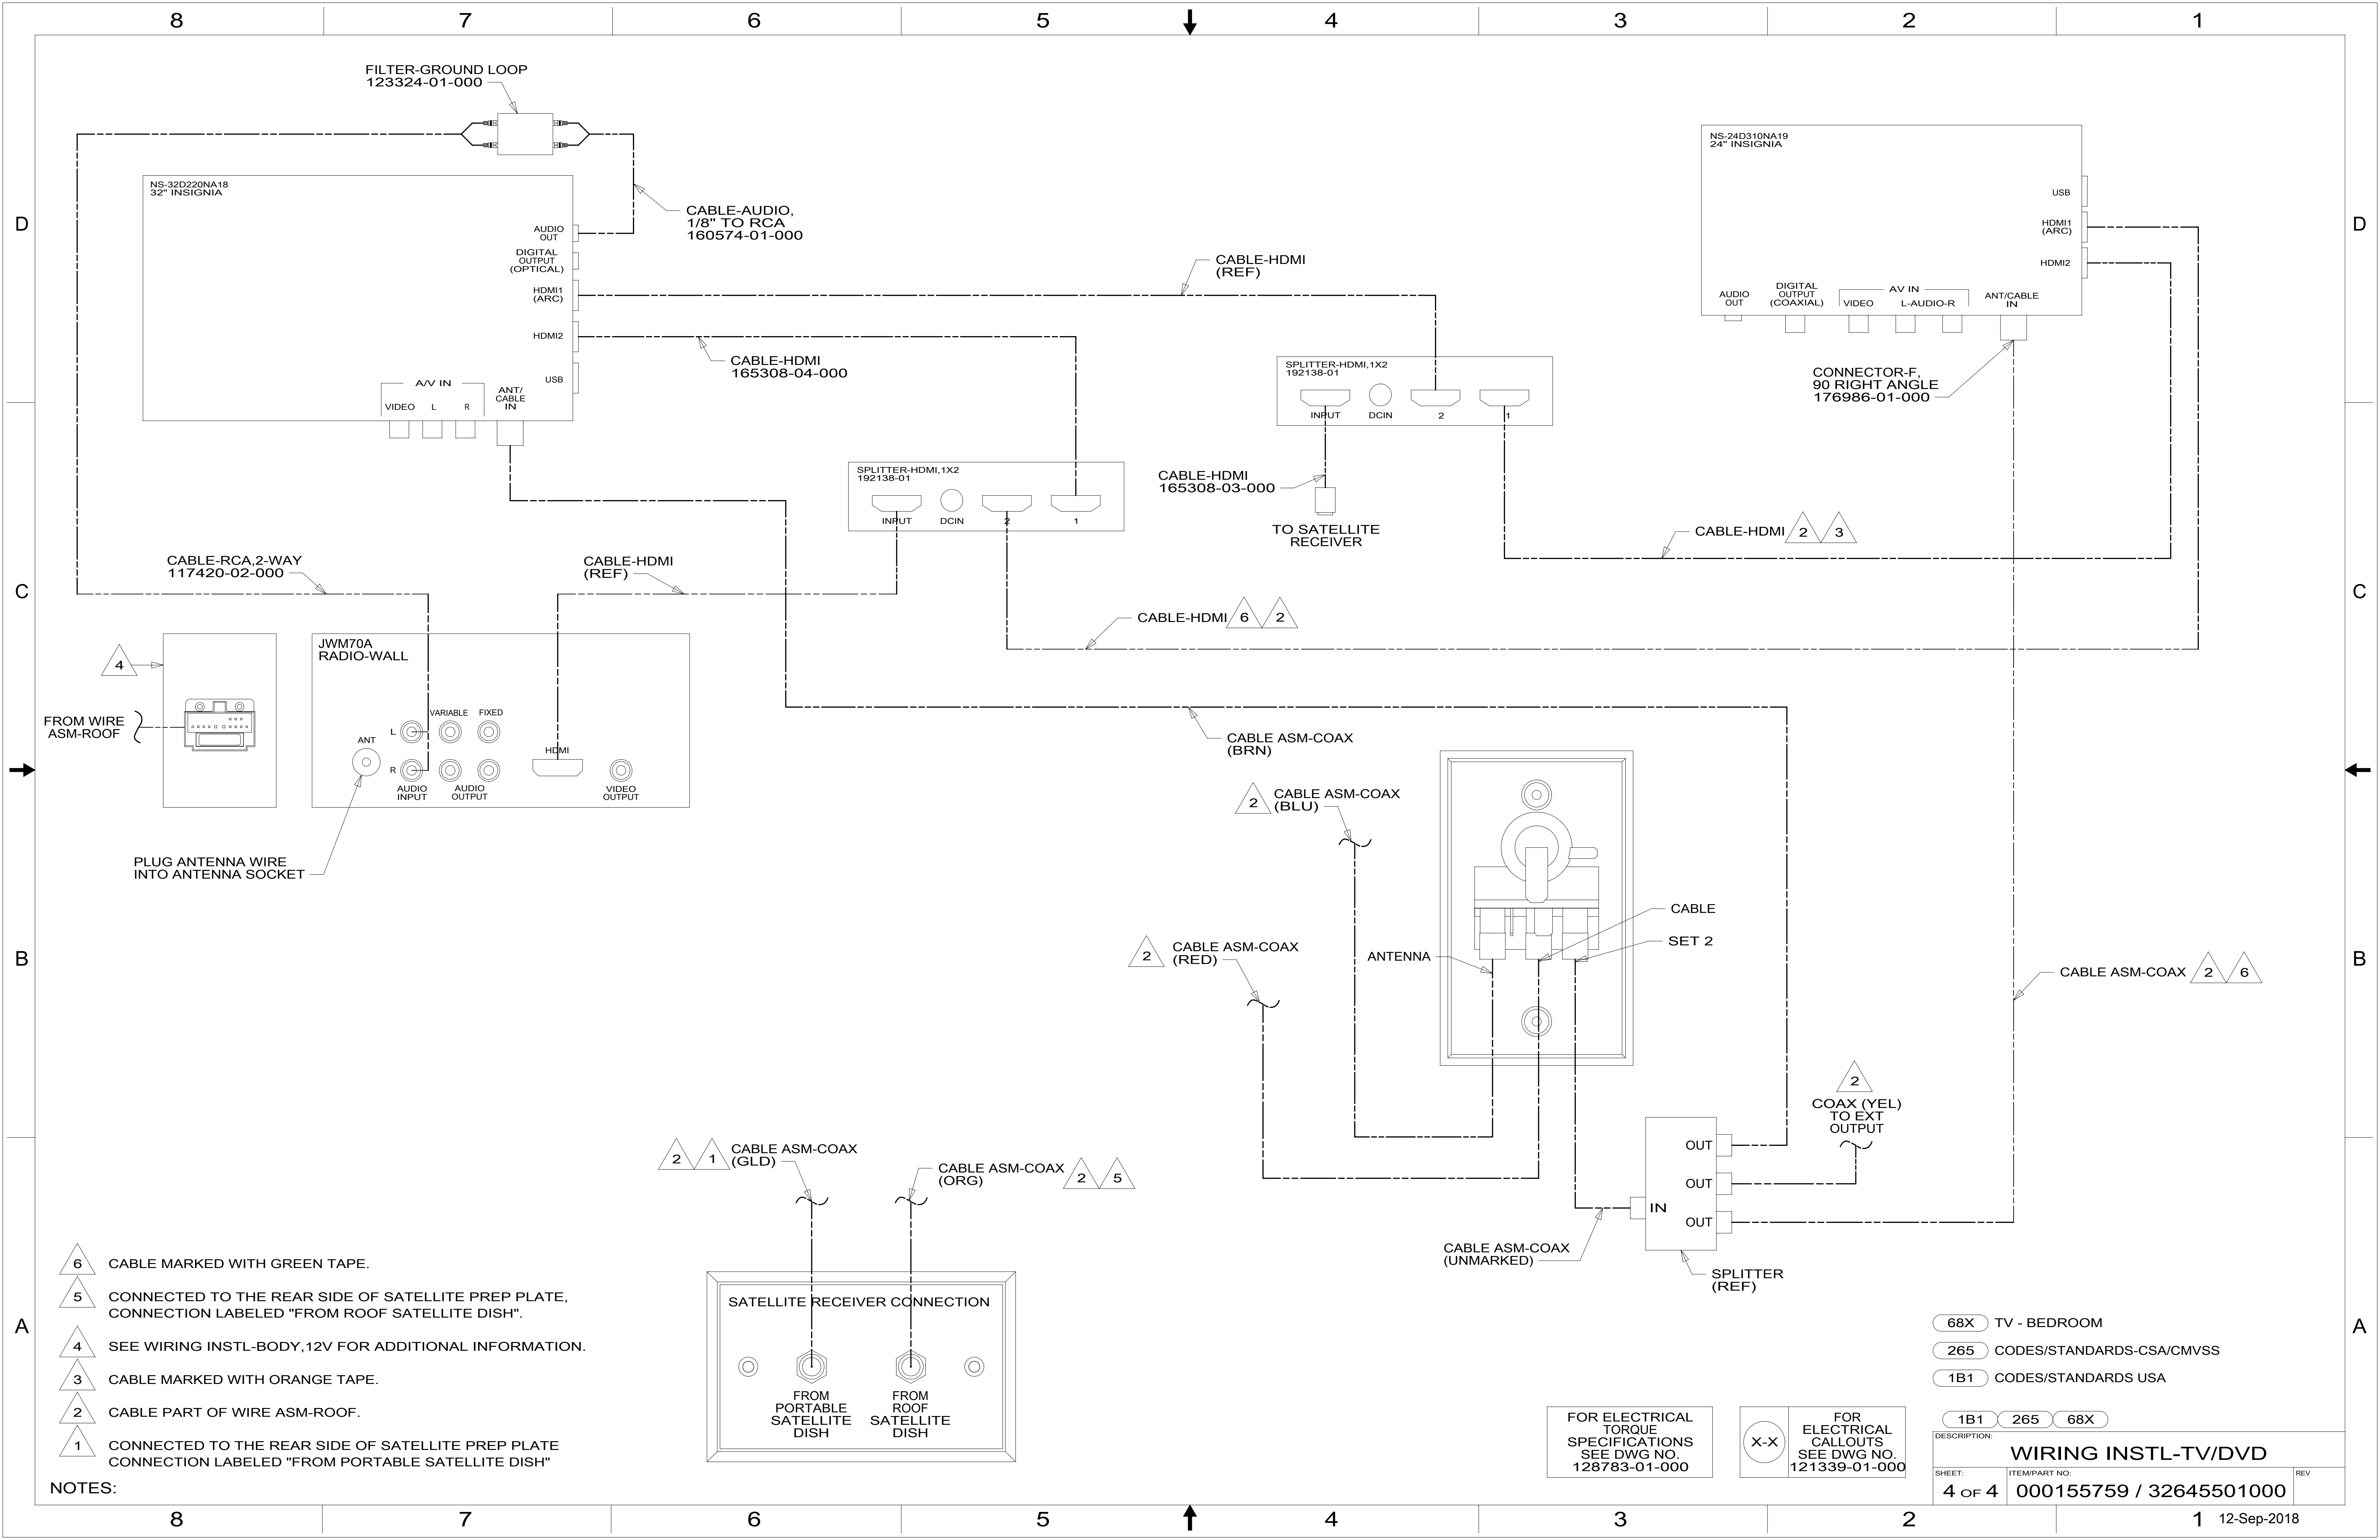 8 7 6 5 4 3 2 1
FILTER-GROUND LOOP
123324-01-000
NS-32D220NA18
32" INSIGNIA
AUDIO
OUT
DIGITAL
OUTPUT
(OPTICAL)
HDMI1
(ARC)
HDMI2
USB
A/V IN
VIDEO L R
ANT/
CABLE
IN
CABLE-AUDIO,
1/8" TO RCA
160574-01-000
CABLE-HDMI
(REF)
CABLE-HDMI
165308-04-000
NS-24D310NA19
24" INSIGNIA
USB
HDMI1
(ARC)
HDMI2
AUDIO
OUT
DIGITAL
OUTPUT
(COAXIAL)
AV IN
VIDEO L-AUDIO-R
ANT/CABLE
IN
CONNECTOR-F,
90 RIGHT ANGLE
176986-01-000
D
D
SPLITTER-HDMI,1X2
192138-01
INPUT DCIN 2 1
SPLITTER-HDMI,1X2
192138-01
INPUT DCIN 2 1
CABLE-HDMI
165308-03-000
TO SATELLITE
RECEIVER
CABLE-HDMI 2 3
CABLE-RCA,2-WAY
117420-02-000
CABLE-HDMI
(REF)
CABLE-HDMI 6 2
C
C
4
FROM WIRE
ASM-ROOF
JWM70A
RADIO-WALL
VARIABLE FIXED
ANT
L
R
HDMI
AUDIO
INPUT
AUDIO
OUTPUT
VIDEO
OUTPUT
PLUG ANTENNA WIRE
INTO ANTENNA SOCKET
CABLE ASM-COAX
(BRN)
2 CABLE ASM-COAX
(BLU)
2 CABLE ASM-COAX
(RED)
CABLE
SET 2
ANTENNA
CABLE ASM-COAX 2 6
B
B
2
COAX (YEL)
TO EXT
OUTPUT
OUT
OUT
OUT
IN
CABLE ASM-COAX
(UNMARKED)
SPLITTER
(REF)
2 1 CABLE ASM-COAX
(GLD)
CABLE ASM-COAX 2 5
(ORG)
SATELLITE RECEIVER CONNECTION
FROM
PORTABLE
SATELLITE
DISH
FROM
ROOF
SATELLITE
DISH
A
A
6 CABLE MARKED WITH GREEN TAPE.
5 CONNECTED TO THE REAR SIDE OF SATELLITE PREP PLATE,
CONNECTION LABELED "FROM ROOF SATELLITE DISH".
4 SEE WIRING INSTL-BODY,12V FOR ADDITIONAL INFORMATION.
3 CABLE MARKED WITH ORANGE TAPE.
2 CABLE PART OF WIRE ASM-ROOF.
1 CONNECTED TO THE REAR SIDE OF SATELLITE PREP PLATE
CONNECTION LABELED "FROM PORTABLE SATELLITE DISH"
NOTES:
68X TV - BEDROOM
265 CODES/STANDARDS-CSA/CMVSS
1B1 CODES/STANDARDS USA
1B1 265 68X
FOR ELECTRICAL
TORQUE
SPECIFICATIONS
SEE DWG NO.
128783-01-000
X-X
FOR
ELECTRICAL
CALLOUTS
SEE DWG NO.
121339-01-000
DESCRIPTION:
WIRING INSTL-TV/DVD
SHEET:
4 OF 4
ITEM/PART NO:
000155759 / 32645501000
REV
8 7 6 5 4 3 2 1
12-Sep-2018